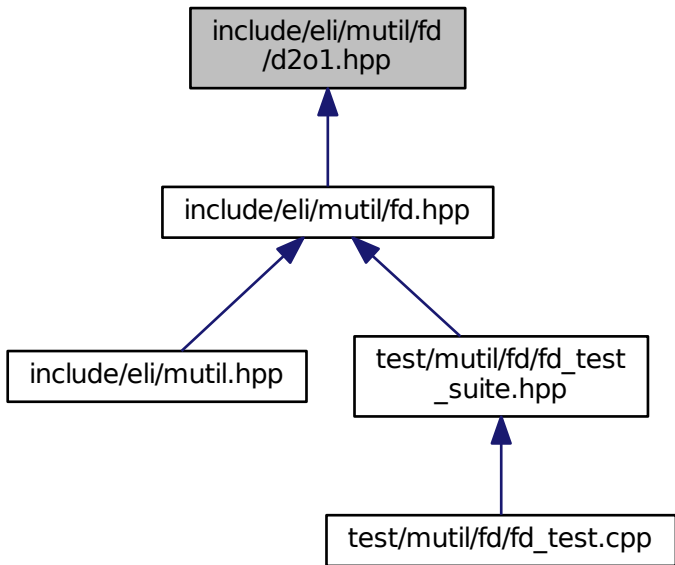 include/eli/mutil/fd
/d2o1.hpp
include/eli/mutil/fd.hpp
include/eli/mutil.hpp
test/mutil/fd/fd_test
_suite.hpp
test/mutil/fd/fd_test.cpp